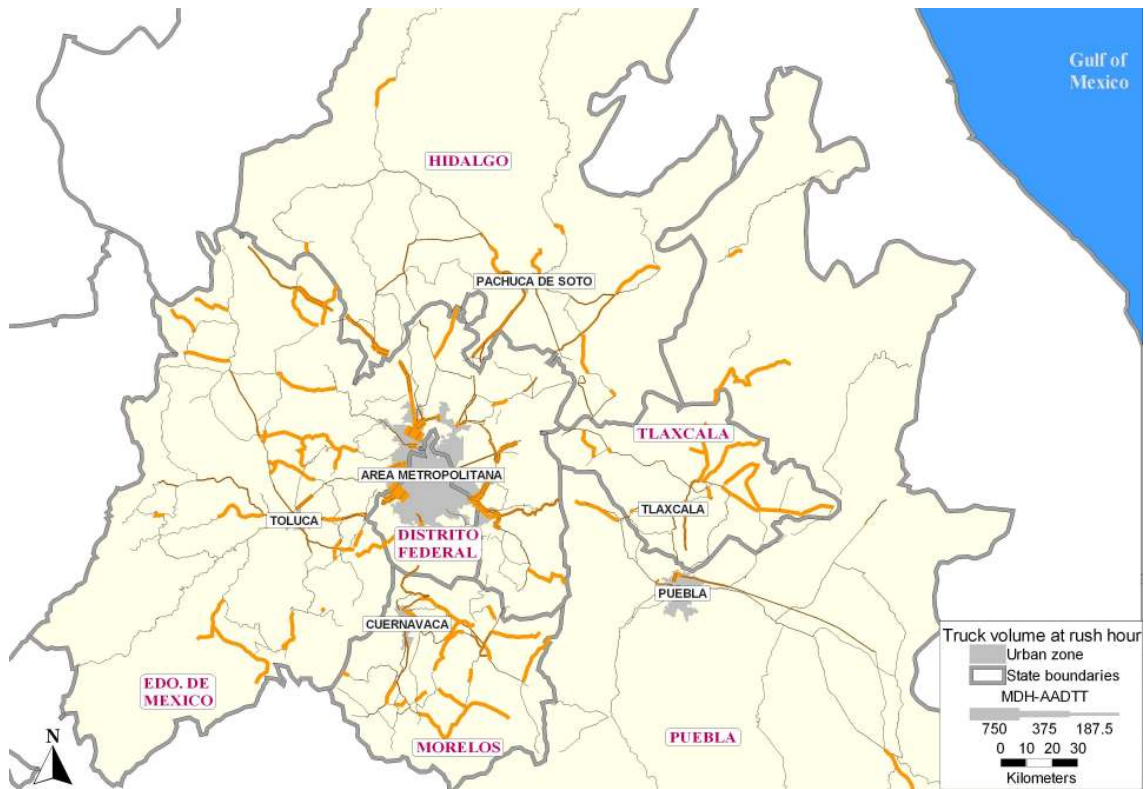 Gulf of
Mexico
HIDALGO
PACHUCA DE SOTO
TLAXCALA
AREA METROPOLITANA
TOLUCA
TLAXCALA
DISTRITO
FEDERAL
PUEBLA
CUERNAVACA
EDO. DE
MEXICO
MORELOS
PUEBLA
N
Truck volume at rush hour
Urban zone
State boundaries
MDH-AADTT
750 375 187.5
0 10 20 30
Kilometers